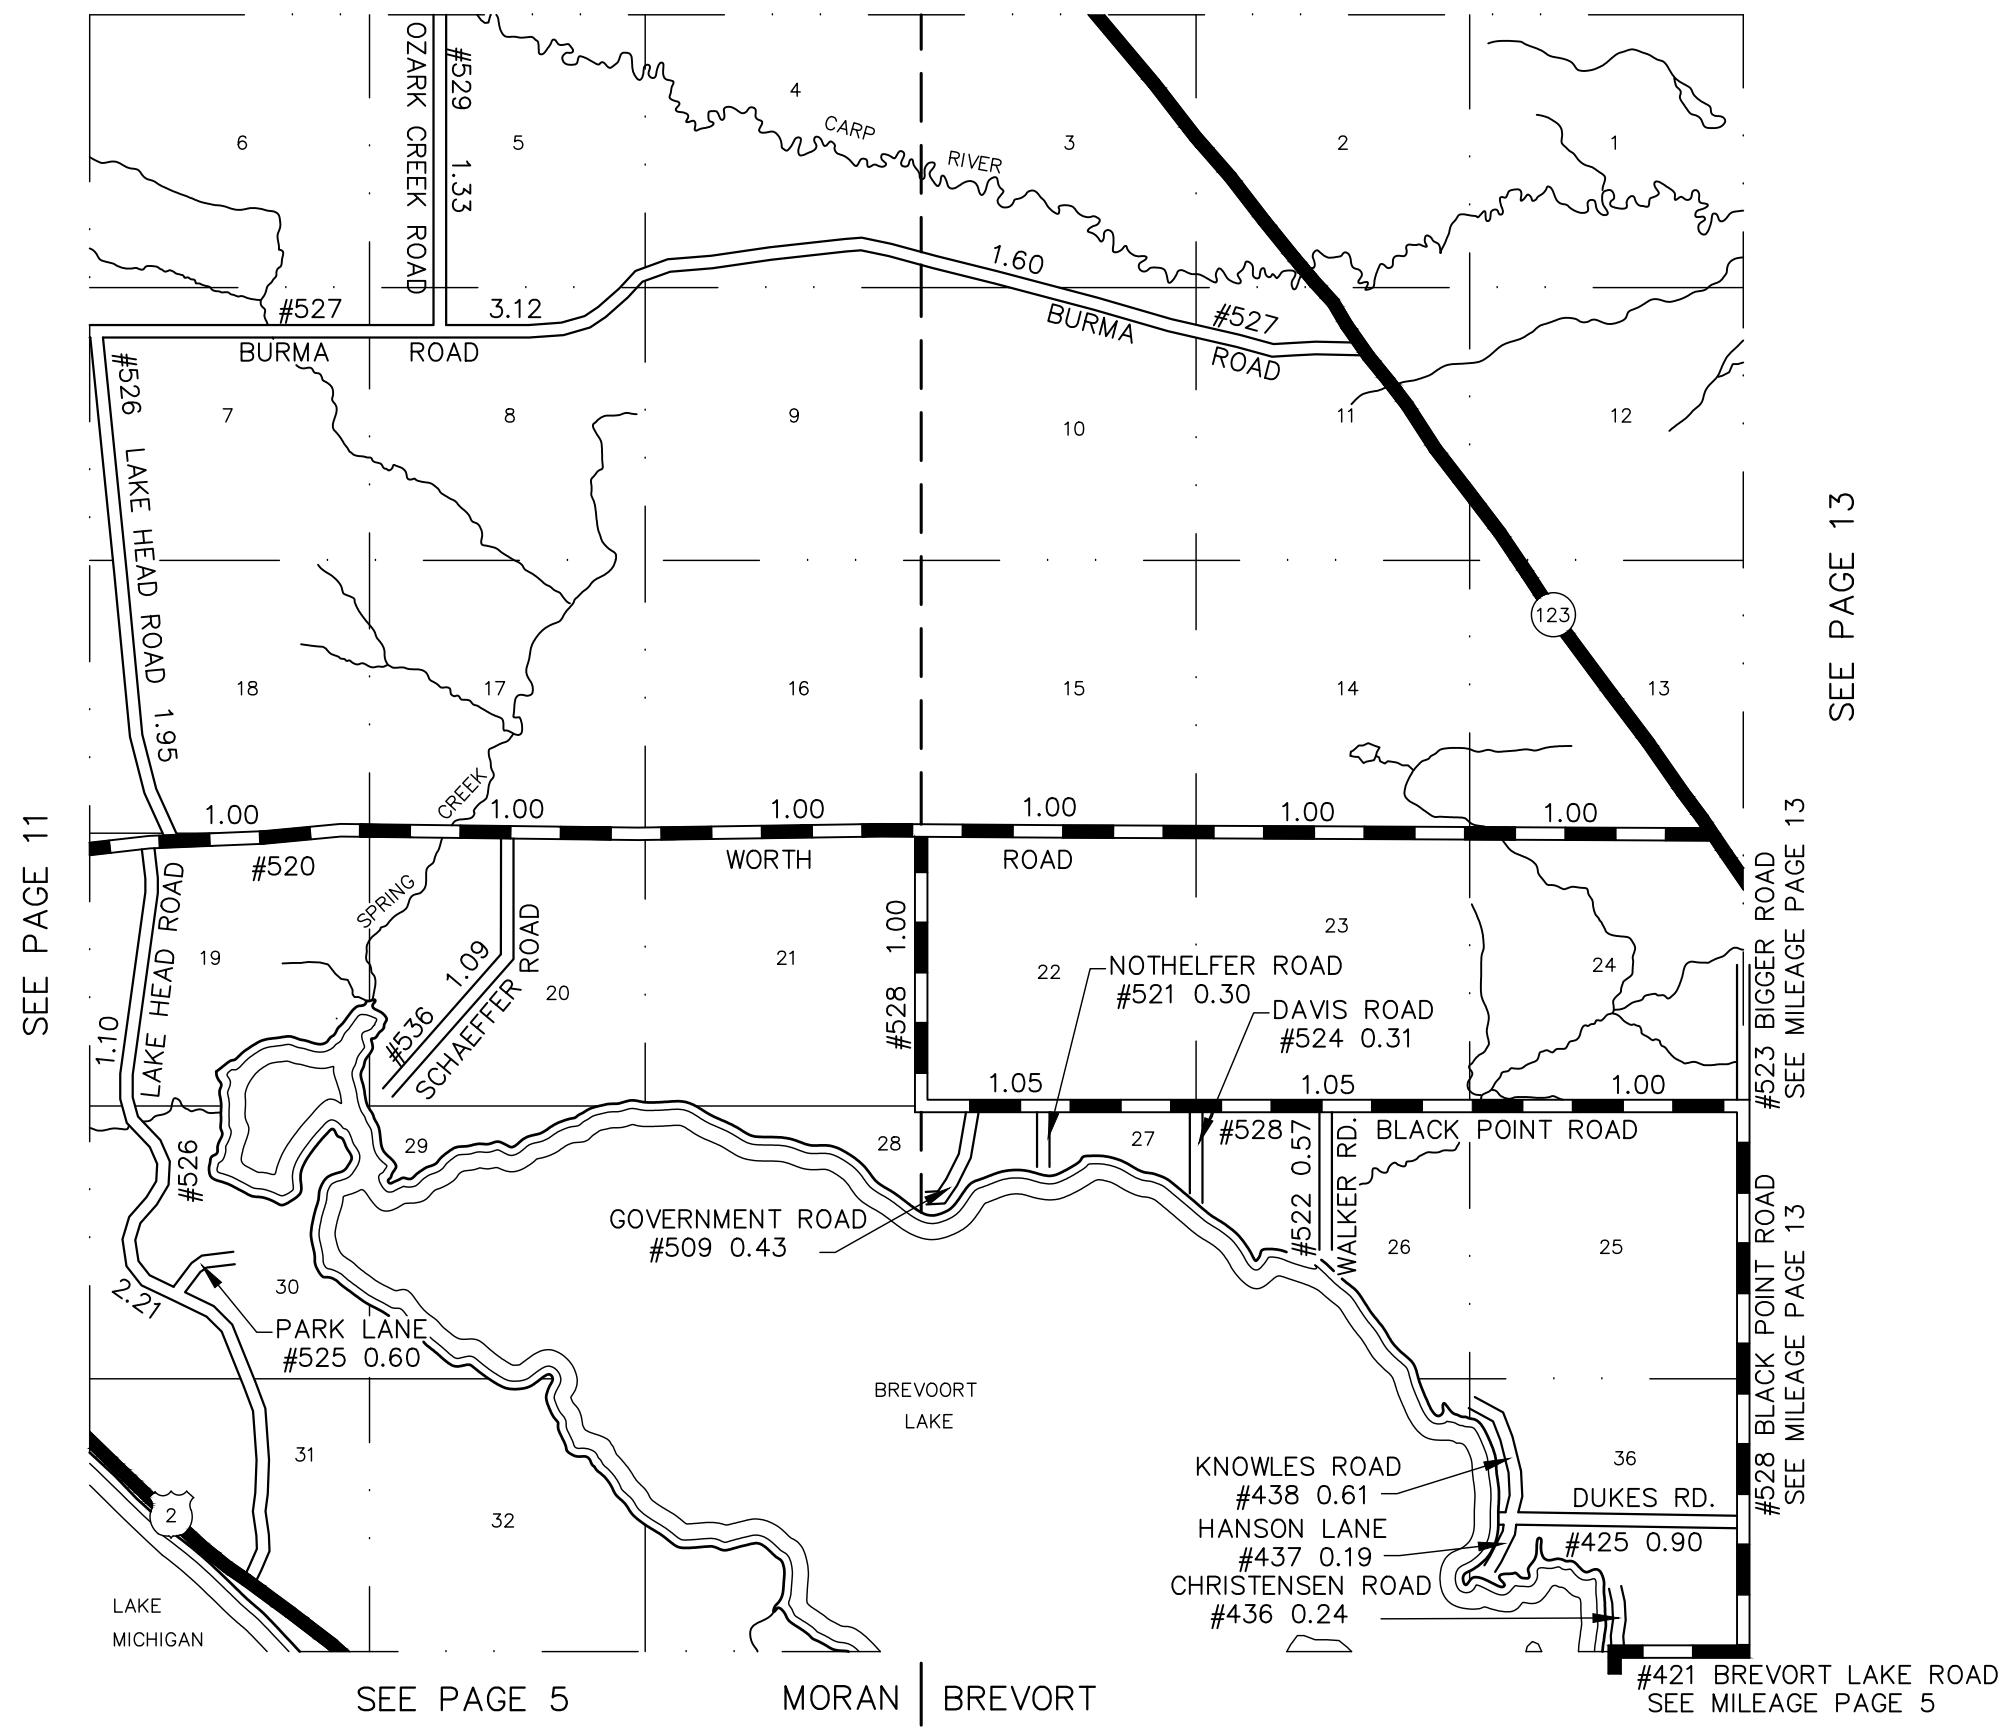 OZARK CREEK ROAD
#529 1.33
6
5
4
CARP
RIVER
3
2
1
#527
3.12
BURMA
ROAD
1.60
BURMA
#527
ROAD
#526 LAKE HEAD ROAD 1.95
7
8
9
10
11
12
SEE PAGE 13
123
18
17
16
15
14
13
CREEK
1.00
1.00
1.00
1.00
1.00
1.00
#520
WORTH
ROAD
SEE PAGE 11
SPRING
LAKE HEAD ROAD
1.10
19
#536 1.09
SCHAEFFER
ROAD
20
21
#528 1.00
22
23
24
NOTHELFER ROAD
#521 0.30
DAVIS ROAD
#524 0.31
#523 BIGGER ROAD
SEE MILEAGE PAGE 13
1.05
1.05
1.00
#528
BLACK POINT ROAD
#526
29
28
27
#522 0.57
WALKER RD.
26
25
GOVERNMENT ROAD
#509 0.43
2.21
30
PARK LANE
#525 0.60
#528 BLACK POINT ROAD
SEE MILEAGE PAGE 13
BREVOORT
LAKE
31
32
36
2
KNOWLES ROAD
#438 0.61
DUKES RD.
#425 0.90
HANSON LANE
#437 0.19
CHRISTENSEN ROAD
#436 0.24
LAKE
MICHIGAN
SEE PAGE 5
MORAN
BREVORT
#421 BREVORT LAKE ROAD
SEE MILEAGE PAGE 5